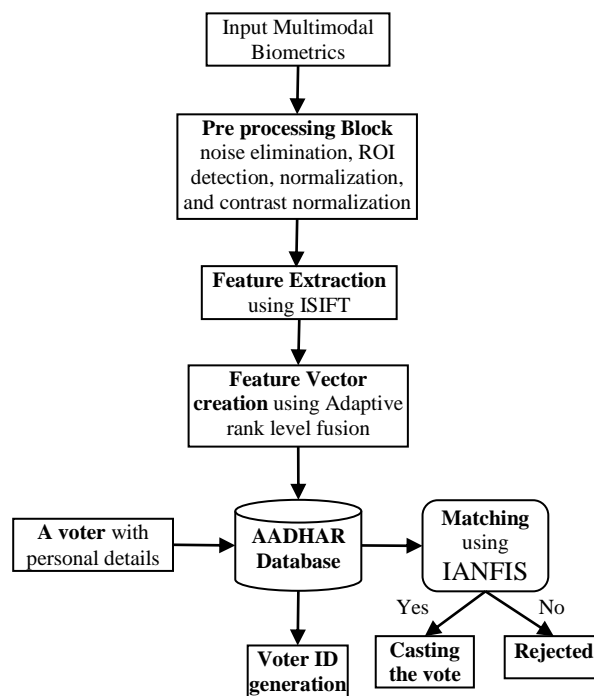 Input Multimodal
Biometrics
Pre processing Block
noise elimination, ROI
detection, normalization,
and contrast normalization
Feature Extraction
using ISIFT
Feature Vector
creation using Adaptive
rank level fusion
A voter with
personal details
AADHAR
Database
Matching
using
IANFIS
Yes
No
Casting
the vote
Rejected
Voter ID
generation